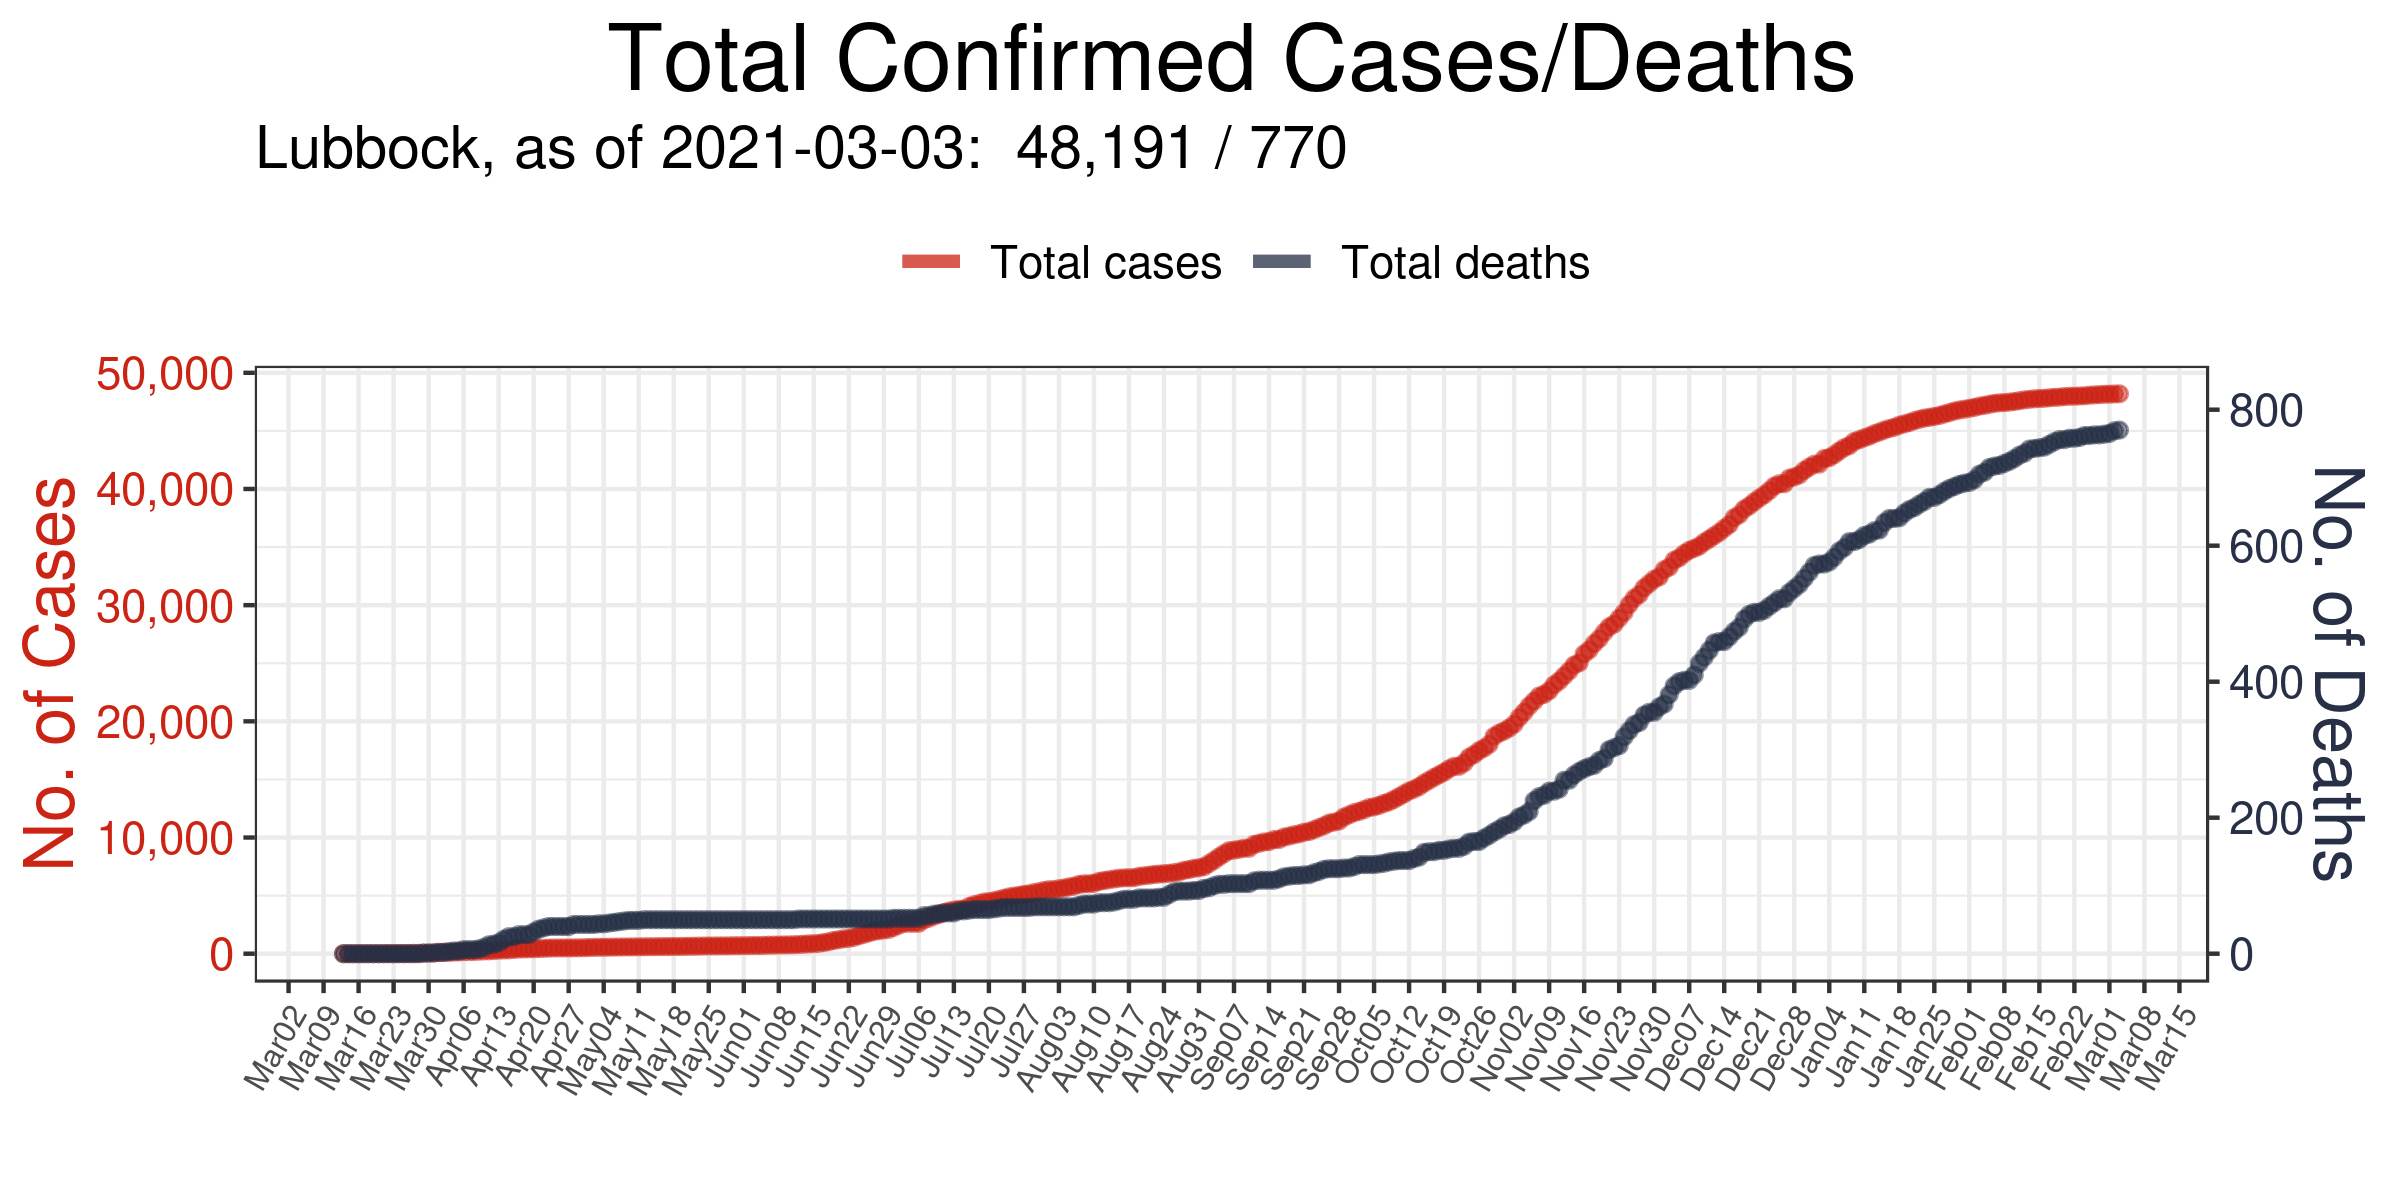 Total Confirmed Cases/Deaths
Lubbock, as of 2021-03-03:  48,191 / 770
Total cases
Total deaths
No. of Cases
50,000
40,000
30,000
20,000
10,000
0
800
600
400
200
0
No. of Deaths
Mar02
Mar09
Mar16
Mar23
Mar30
Apr06
Apr13
Apr20
Apr27
May04
May11
May18
May25
Jun01
Jun08
Jun15
Jun22
Jun29
Jul06
Jul13
Jul20
Jul27
Aug03
Aug10
Aug17
Aug24
Aug31
Sep07
Sep14
Sep21
Sep28
Oct05
Oct12
Oct19
Oct26
Nov02
Nov09
Nov16
Nov23
Nov30
Dec07
Dec14
Dec21
Dec28
Jan04
Jan11
Jan18
Jan25
Feb01
Feb08
Feb15
Feb22
Mar01
Mar08
Mar15